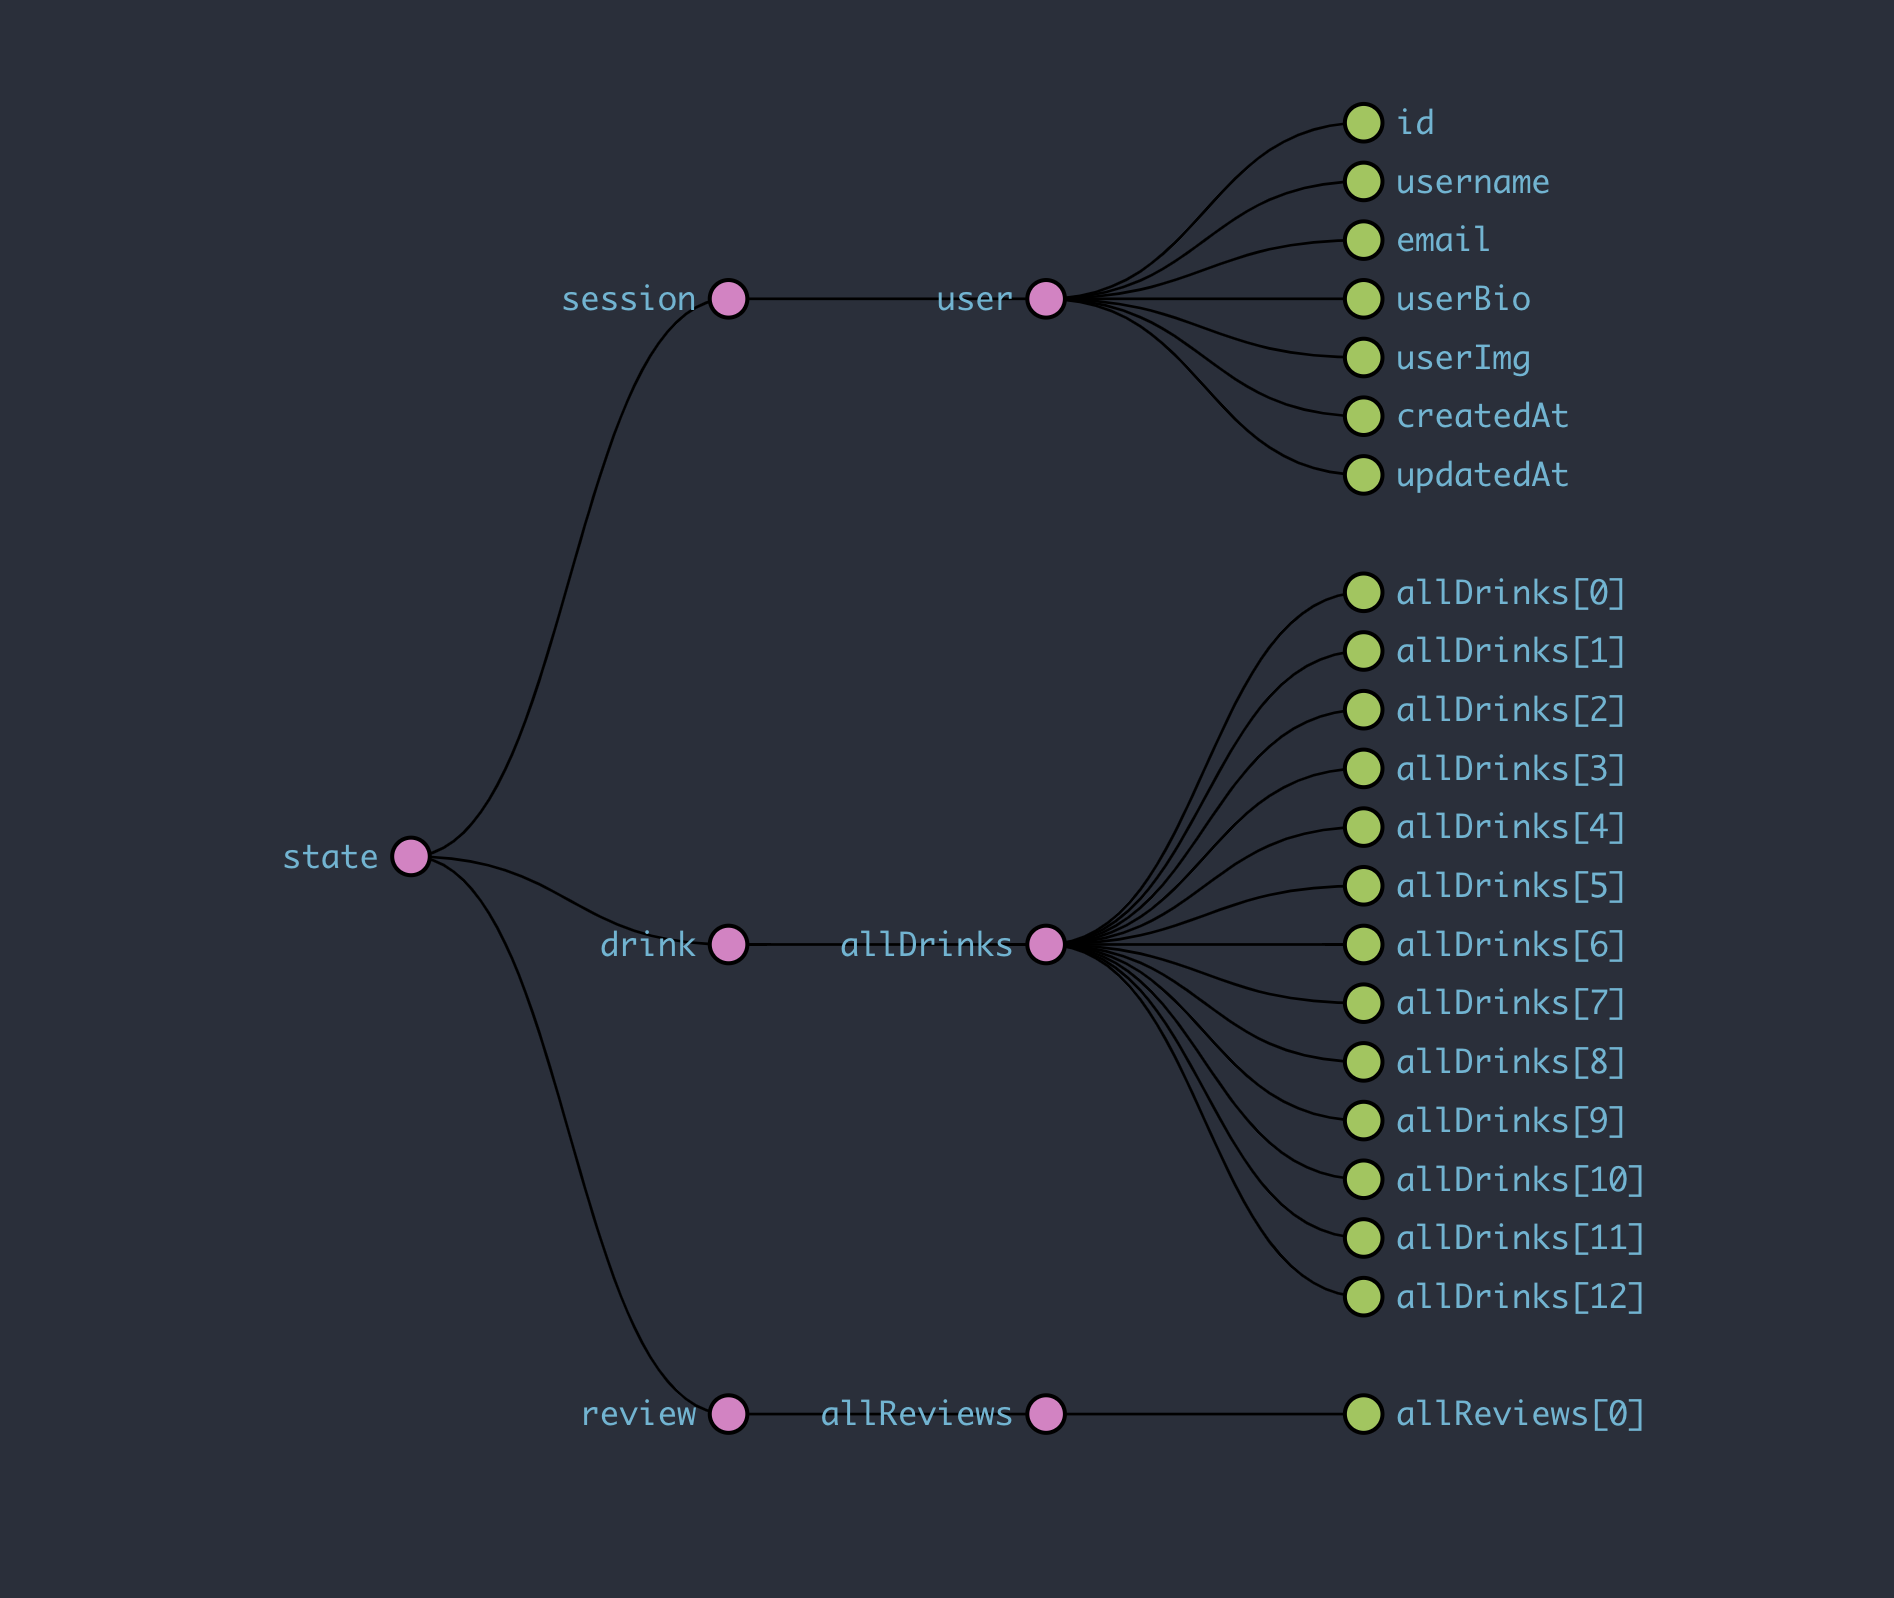 id
username
email
session
user
userBio
userImg
createdAt
updatedAt
allDrinks[0]
allDrinks[1]
allDrinks[2]
allDrinks[3]
allDrinks[4]
state
allDrinks[5]
drink
allDrinks
allDrinks[6]
allDrinks[7]
allDrinks[8]
allDrinks[9]
allDrinks[10]
allDrinks[11]
allDrinks[12]
review
allReviews
allReviews[0]